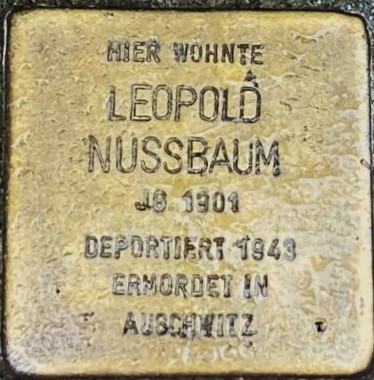 HIER WOHNTE
LEOPOLD
NUSSBAUM
JG. 1901
DEPORTIERT 1943
ERMORDET IN
AUSCHWITZ